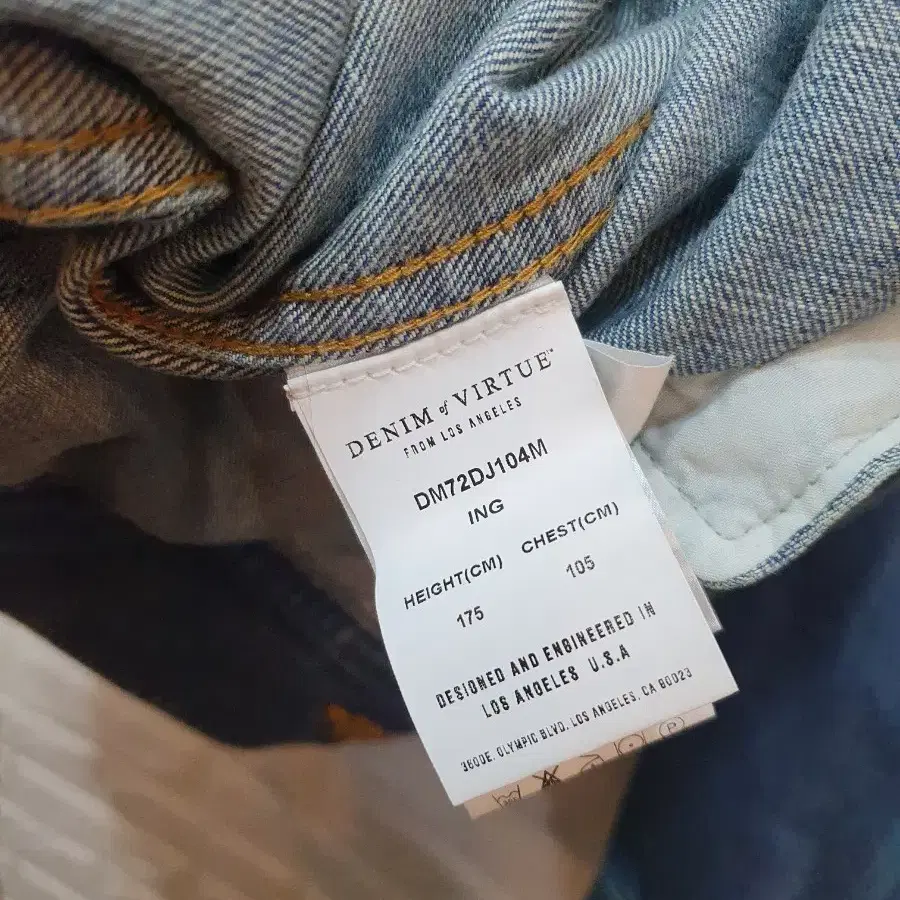 DENIM of VIRTUE™
FROM LOS ANGELES
DM72DJ104M
ING
HEIGHT(CM) CHEST(CM)
175 105
DESIGNED AND ENGINEERED IN
LOS ANGELES U.S.A
3600E. OLYMPIC BLVD. LOS ANGELES, CA 90023